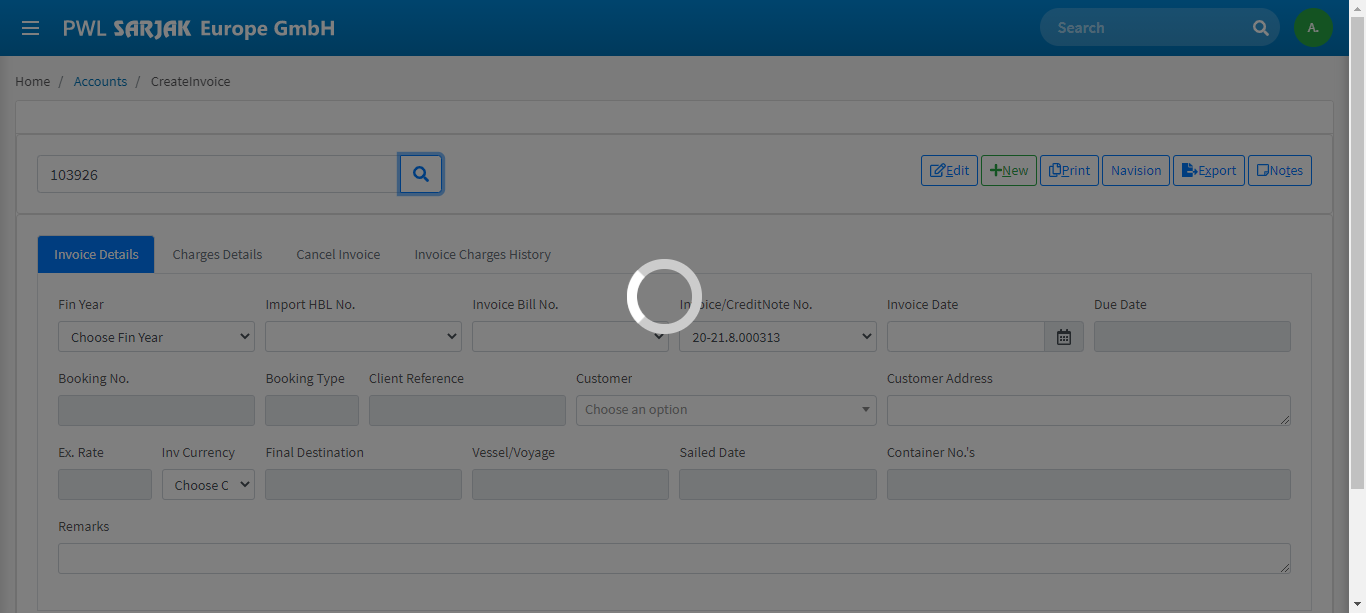 PWL SARJAK Europe GmbH
Search
A.
Home / Accounts / CreateInvoice
103926
Edit New Print Navision Export Notes
Invoice Details Charges Details Cancel Invoice Invoice Charges History
Fin Year Import HBL No. Invoice Bill No. Invoice/CreditNote No. Invoice Date Due Date
Choose Fin Year 20-21.8.000313
Booking No. Booking Type Client Reference Customer Customer Address
Choose an option
Ex. Rate Inv Currency Final Destination Vessel/Voyage Sailed Date Container No.'s
Choose C
Remarks